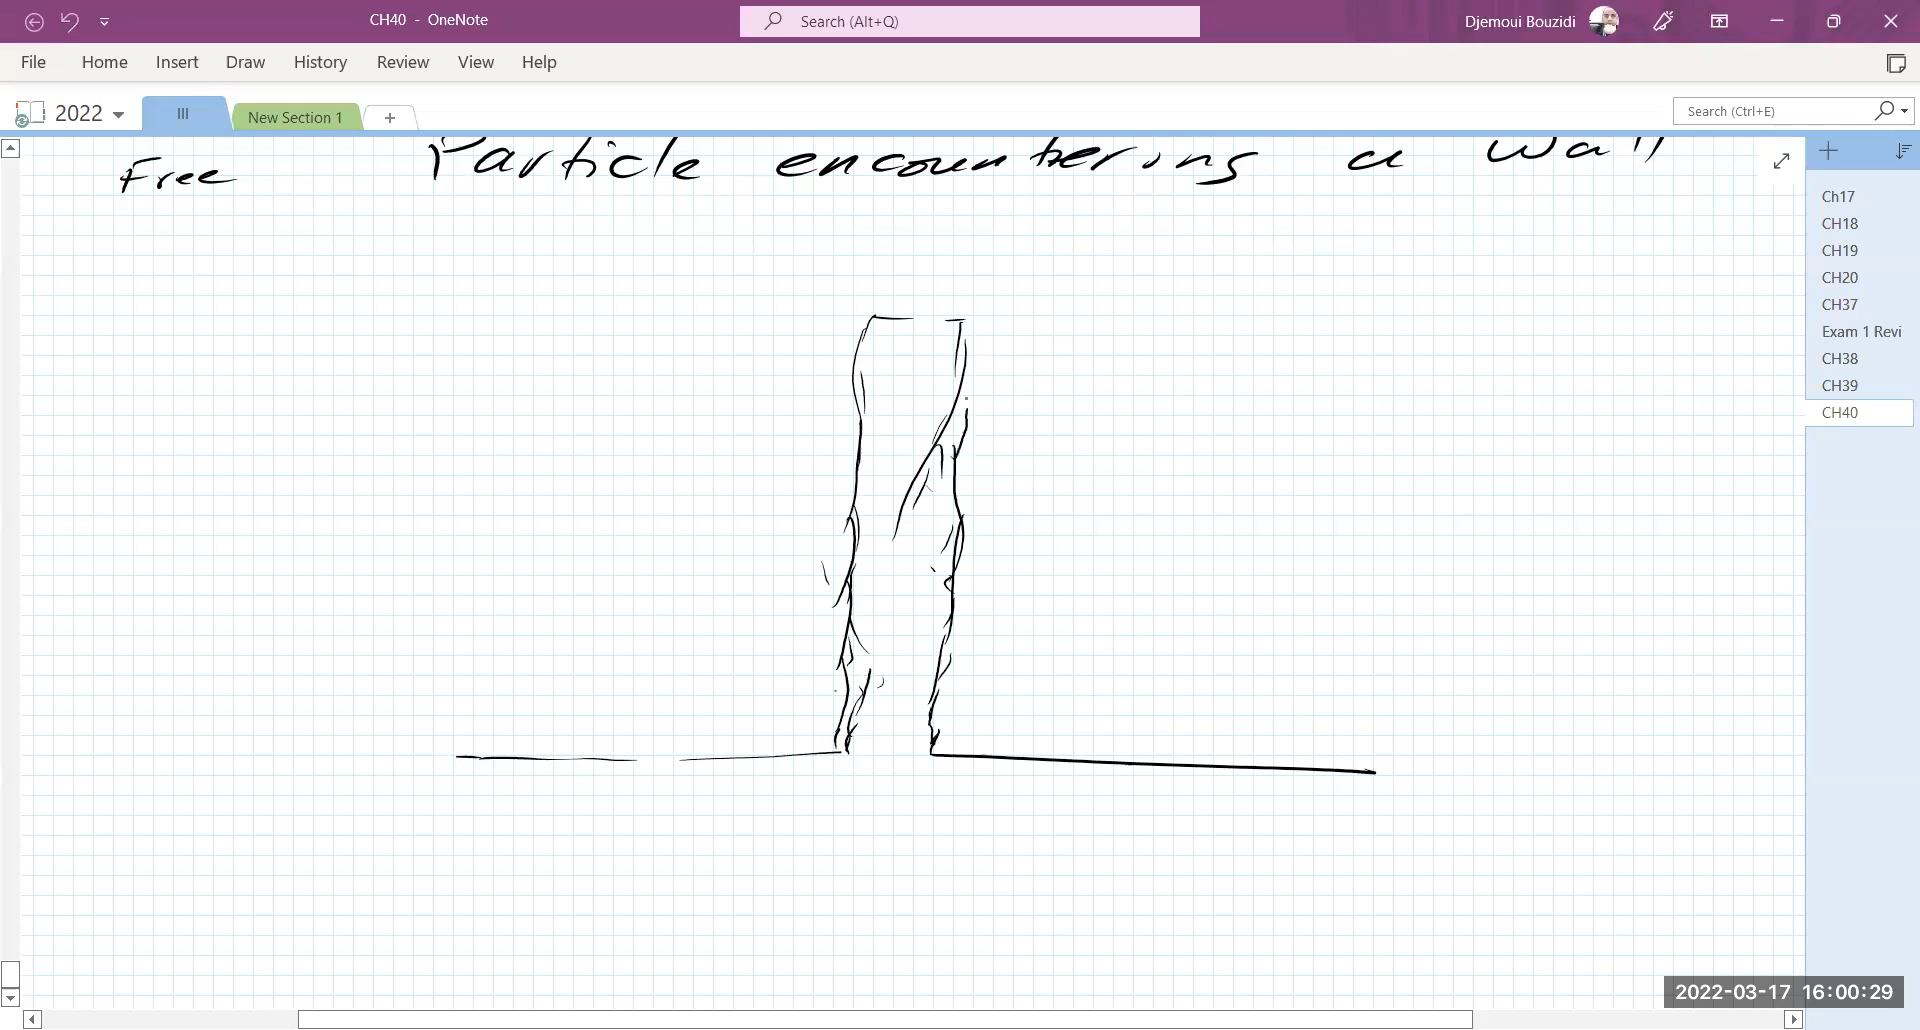 CH40 - OneNote
Search (Alt+Q)
Djemoui Bouzidi
File Home Insert Draw History Review View Help
2022
III
New Section 1
+
Search (Ctrl+E)
Free Particle encountering a wall
Ch17
CH18
CH19
CH20
CH37
Exam 1 Revi
CH38
CH39
CH40
2022-03-17 16:00:29